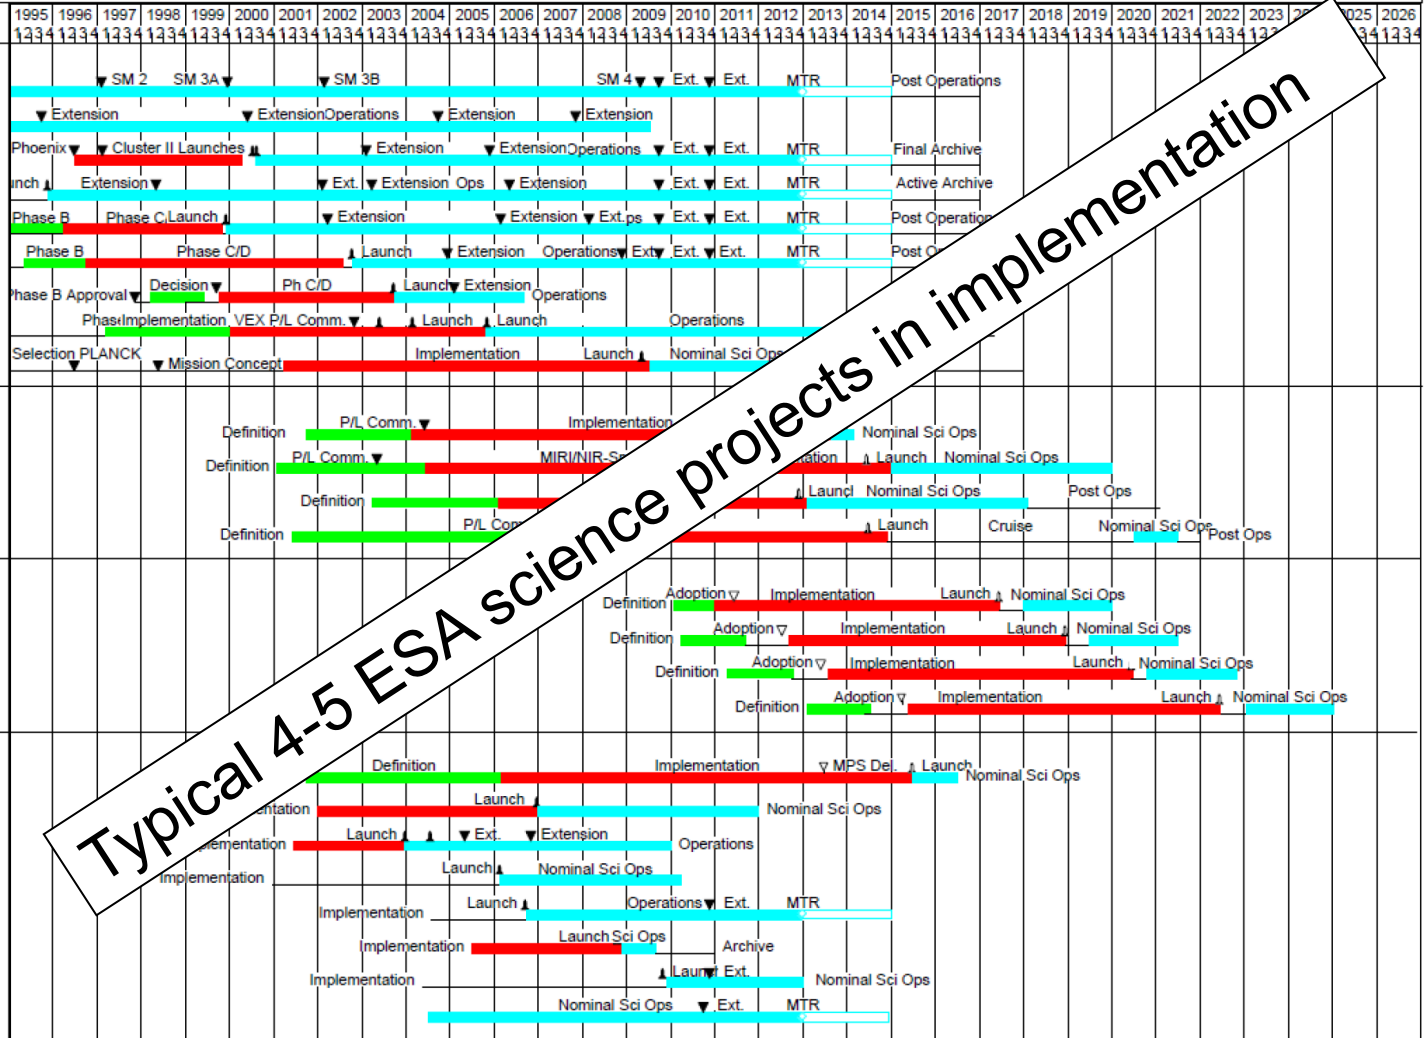 1995 1996 1997 1998 1999 2000 2001 2002 2003 2004 2005 2006 2007 2008 2009 2010 2011 2012 2013 2014 2015 2016 2017 2018 2019 2020 2021 2022 2023 2025 2026
SM 2 SM 3A SM 3B SM 4 Ext. Ext. MTR Post Operations
Extension Extension Operations Extension Extension
Phoenix Cluster II Launches Extension Extension Operations Ext. Ext. MTR Final Archive
Extension Ext. Extension Ops Extension Ext. Ext. MTR Active Archive
Phase B Phase C Launch Extension Extension Ext. Ext. Ext. MTR Post Operation
Phase B Phase C/D Launch Extension Operations Ext. Ext. Ext. MTR Post
Phase B Approval Decision Ph C/D Launch Extension Operations
Implementation VEX P/L Comm. Launch Launch Operations
Selection PLANCK Mission Concept Implementation Launch Nominal Sci Ops
Definition P/L Comm. Implementation Nominal Sci Ops
Definition P/L Comm. Launch Nominal Sci Ops
Definition Nominal Sci Ops Post Ops
Definition Launch Cruise Nominal Sci Ops Post Ops
Definition Adoption Implementation Launch Nominal Sci Ops
Definition Adoption Implementation Launch Nominal Sci Ops
Definition Adoption Implementation Launch Nominal Sci Ops
Definition Adoption Implementation Launch Nominal Sci Ops
Definition Implementation MPS Del. Launch Nominal Sci Ops
Launch Nominal Sci Ops
Launch Ext. Extension Operations
Implementation Launch Nominal Sci Ops
Implementation Launch Operations Ext. MTR
Implementation Launch Sci Ops Archive
Implementation Ext. Nominal Sci Ops
Nominal Sci Ops Ext. MTR
Typical 4-5 ESA science projects in implementation